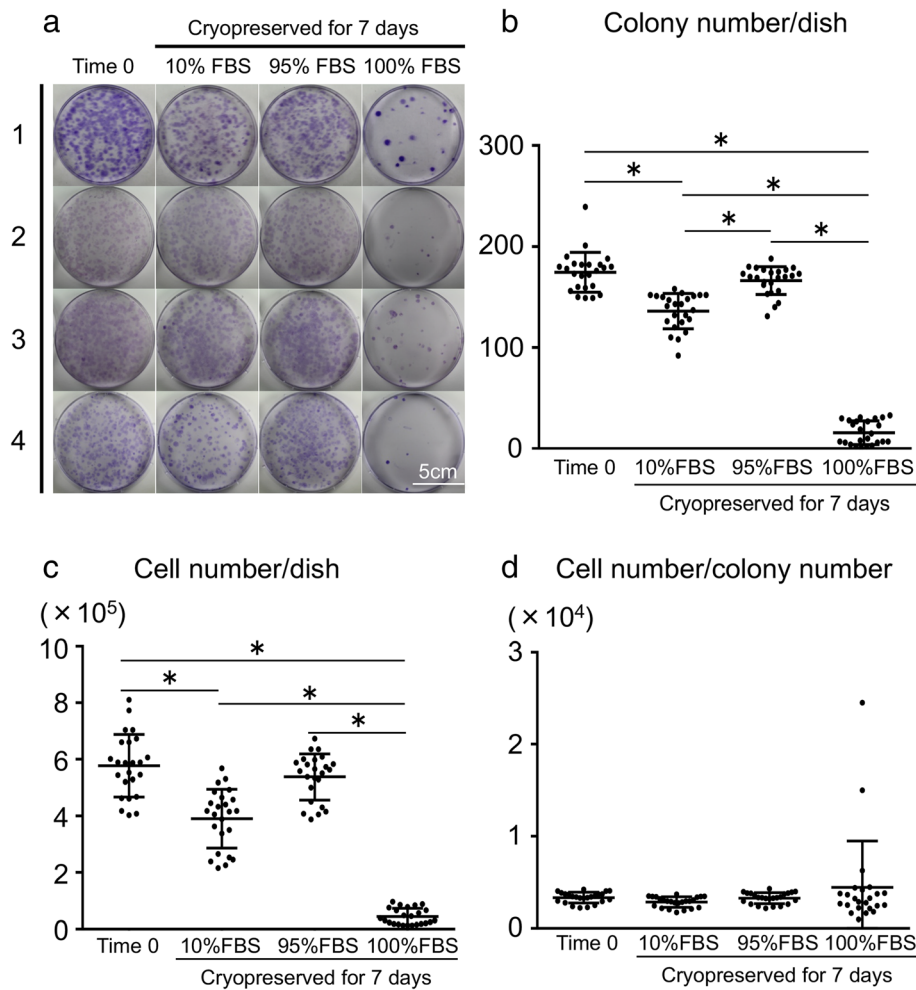 a
Cryopreserved for 7 days
Time 0 10% FBS 95% FBS 100% FBS
1
2
3
4
5cm
b Colony number/dish
300
200
100
0
* * * * *
Time 0 10%FBS 95%FBS 100%FBS
Cryopreserved for 7 days
c Cell number/dish
(×10⁵)
10
8
6
4
2
0
* * * *
Time 0 10%FBS 95%FBS 100%FBS
Cryopreserved for 7 days
d Cell number/colony number
(×10⁴)
3
2
1
0
Time 0 10%FBS 95%FBS 100%FBS
Cryopreserved for 7 days